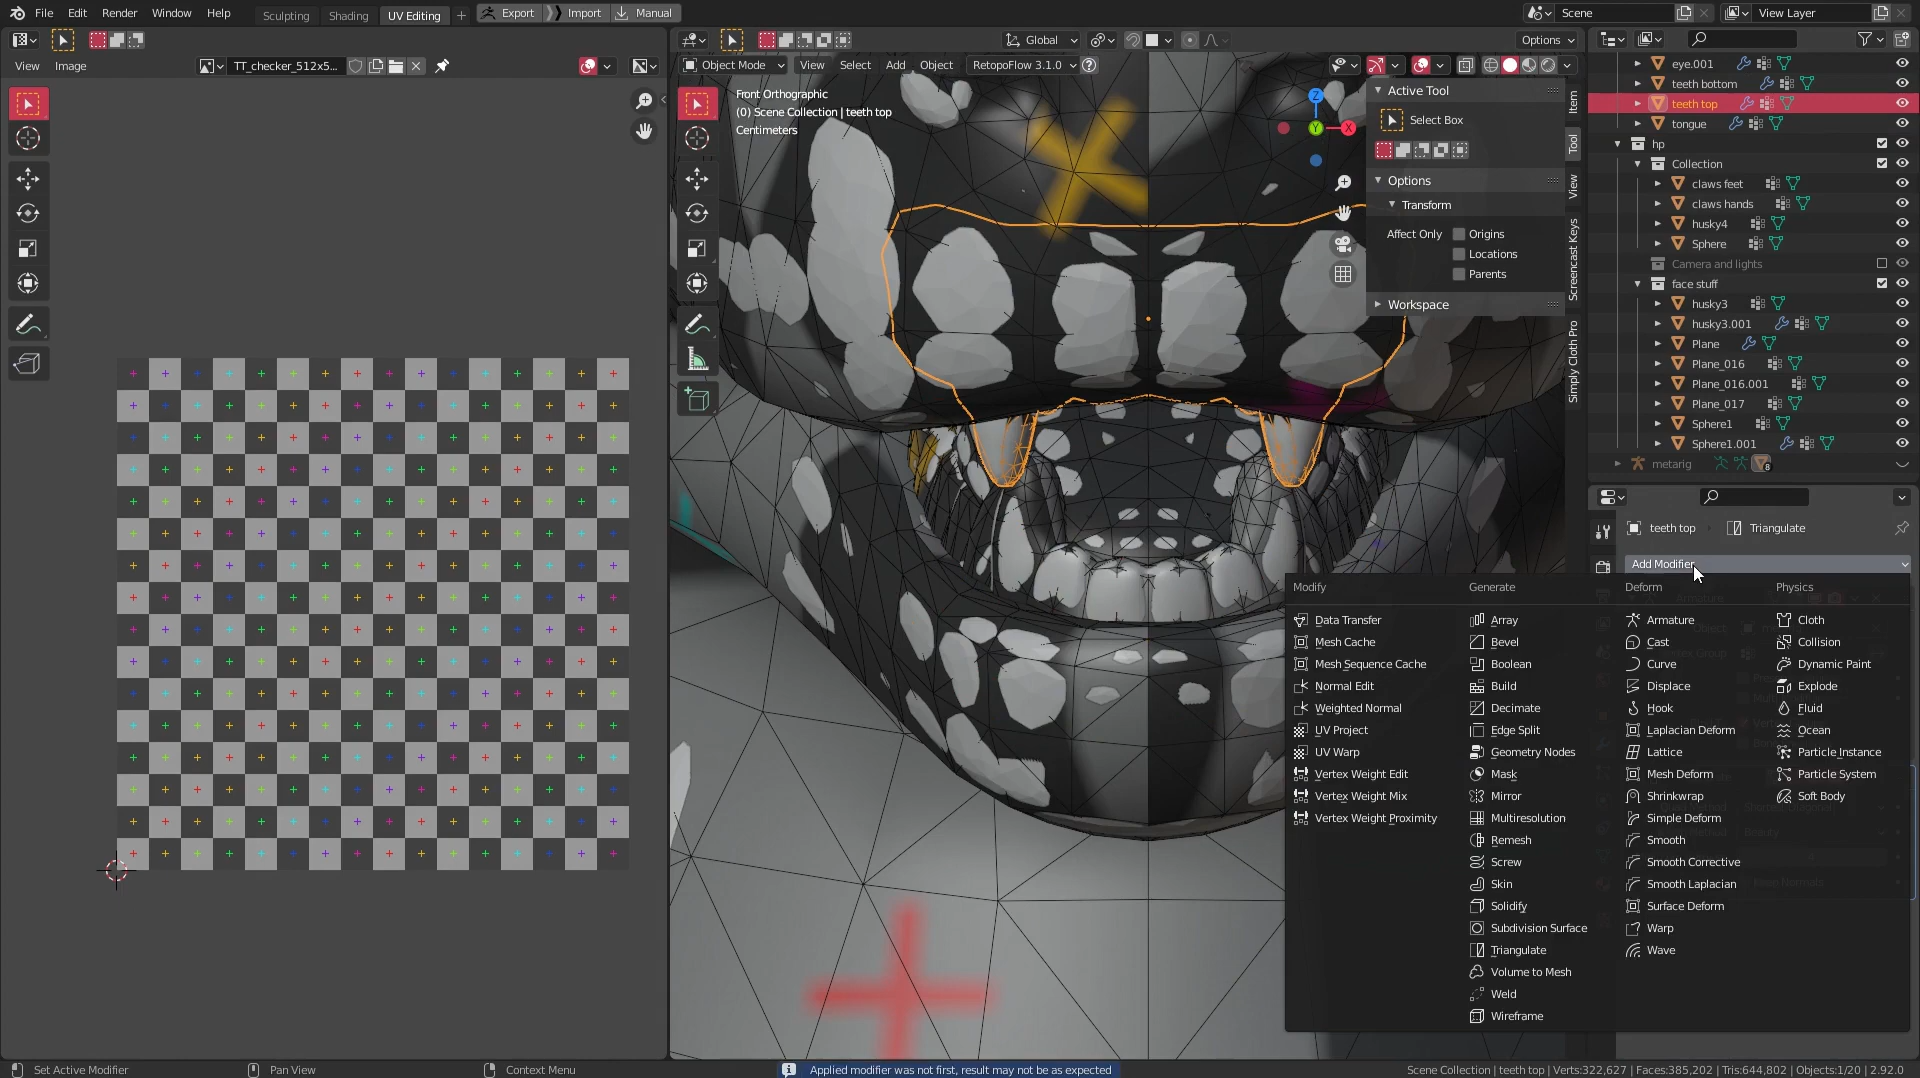 File Edit Render Window Help Sculpting Shading UV Editing Export Import Manual Scene View Layer
View Image TT_checker_512x5... Global Options
Object Mode View Select Add Object RetopoFlow 3.1.0
Front Orthographic
(0) Scene Collection | teeth top
Centimeters
Z
Y
X
Active Tool
Select Box
Options
Transform
Affect Only Origins
Locations
Parents
Workspace
Item
Tool
View
Screencast Keys
Simply Cloth Pro
eye.001
teeth bottom
teeth top
tongue
hp
Collection
claws feet
claws hands
husky4
Sphere
Camera and lights
face stuff
husky3
husky3.001
Plane
Plane_016
Plane_016.001
Plane_017
Sphere1
Sphere1.001
metarig 8
teeth top Triangulate
Add Modifier
Modify
Data Transfer
Mesh Cache
Mesh Sequence Cache
Normal Edit
Weighted Normal
UV Project
UV Warp
Vertex Weight Edit
Vertex Weight Mix
Vertex Weight Proximity
Generate
Array
Bevel
Boolean
Build
Decimate
Edge Split
Geometry Nodes
Mask
Mirror
Multiresolution
Remesh
Screw
Skin
Solidify
Subdivision Surface
Triangulate
Volume to Mesh
Weld
Wireframe
Deform
Armature
Cast
Curve
Displace
Hook
Laplacian Deform
Lattice
Mesh Deform
Shrinkwrap
Simple Deform
Smooth
Smooth Corrective
Smooth Laplacian
Surface Deform
Warp
Wave
Physics
Cloth
Collision
Dynamic Paint
Explode
Fluid
Ocean
Particle Instance
Particle System
Soft Body
Set Active Modifier Pan View Context Menu Applied modifier was not first, result may not be as expected Scene Collection | teeth top | Verts:322,627 | Faces:385,202 | Tris:644,802 | Objects:1/20 | 2.92.0